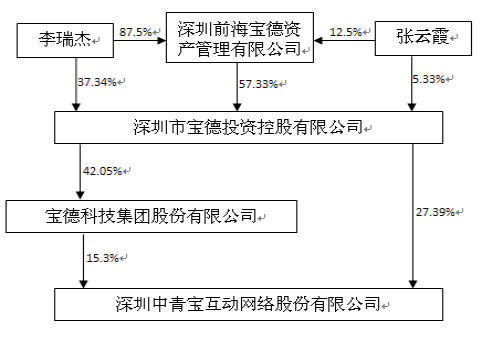 李瑞杰↵
87.5%↵
深圳前海宝德资
产管理有限公司↵
12.5%↵
张云霞↵
37.34%↵
57.33%↵
5.33%↵
深圳市宝德投资控股有限公司↵
42.05%↵
宝德科技集团股份有限公司↵
27.39%↵
15.3%↵
深圳中青宝互动网络股份有限公司↵